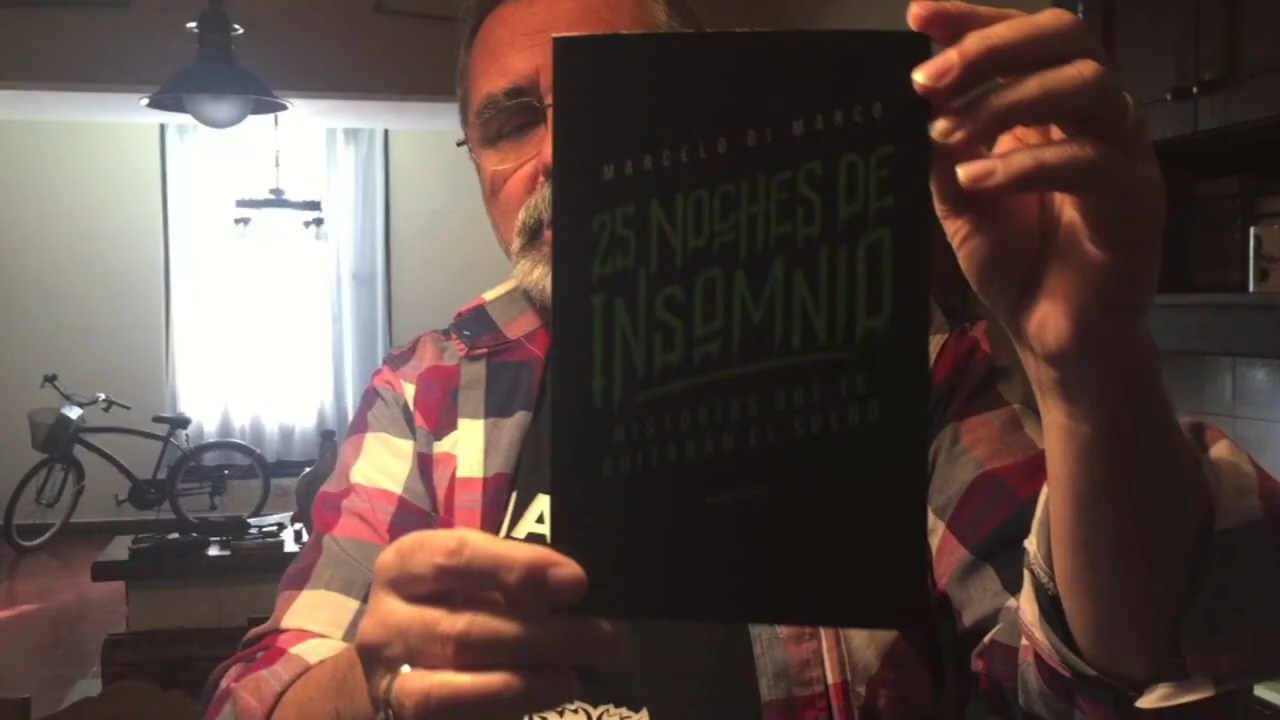 MARCELO DI MARCO
25 NOCHES DE
INSOMNIO
HISTORIAS QUE TE
QUITARÁN EL SUEÑO
A